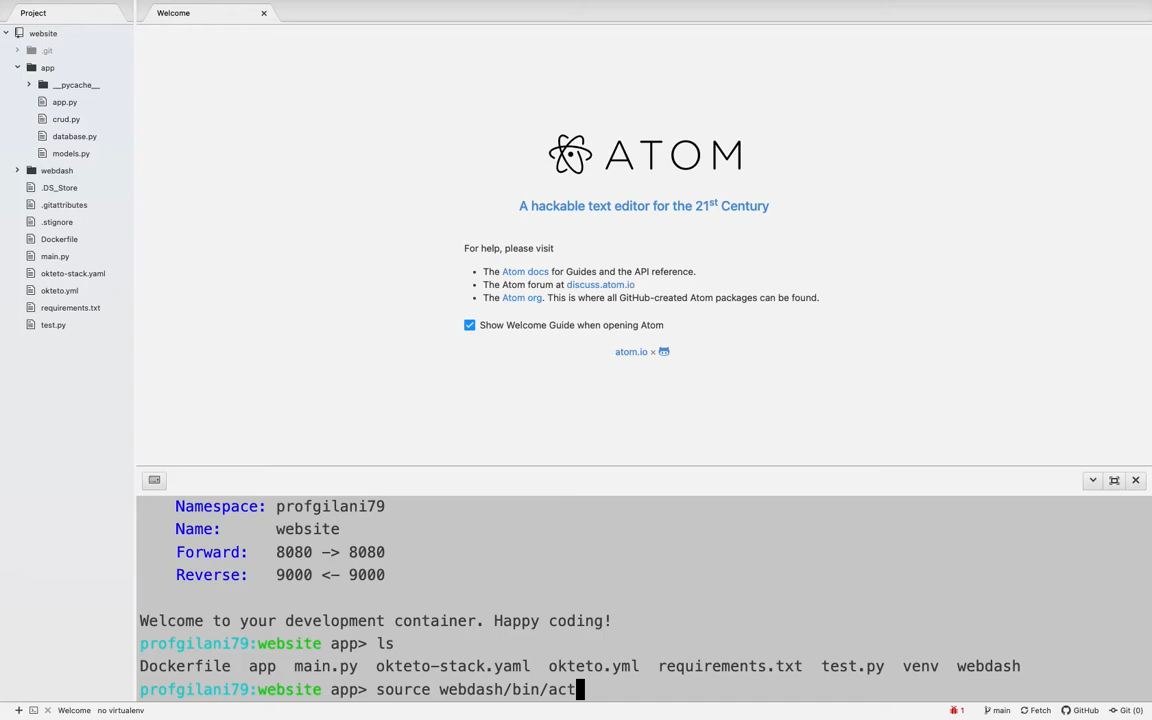 Project
Welcome
website
.git
app
__pycache__
app.py
crud.py
database.py
models.py
webdash
.DS_Store
.gitattributes
.stignore
Dockerfile
main.py
okteto-stack.yaml
okteto.yml
requirements.txt
test.py
ATOM
A hackable text editor for the 21st Century
For help, please visit
• The Atom docs for Guides and the API reference.
• The Atom forum at discuss.atom.io
• The Atom org. This is where all GitHub-created Atom packages can be found.
Show Welcome Guide when opening Atom
atom.io ×
Namespace: profgilani79
Name: website
Forward: 8080 -> 8080
Reverse: 9000 <- 9000
Welcome to your development container. Happy coding!
profgilani79:website app> ls
Dockerfile app main.py okteto-stack.yaml okteto.yml requirements.txt test.py venv webdash
profgilani79:website app> source webdash/bin/act
Welcome no virtualenv 1 main Fetch GitHub Git (0)